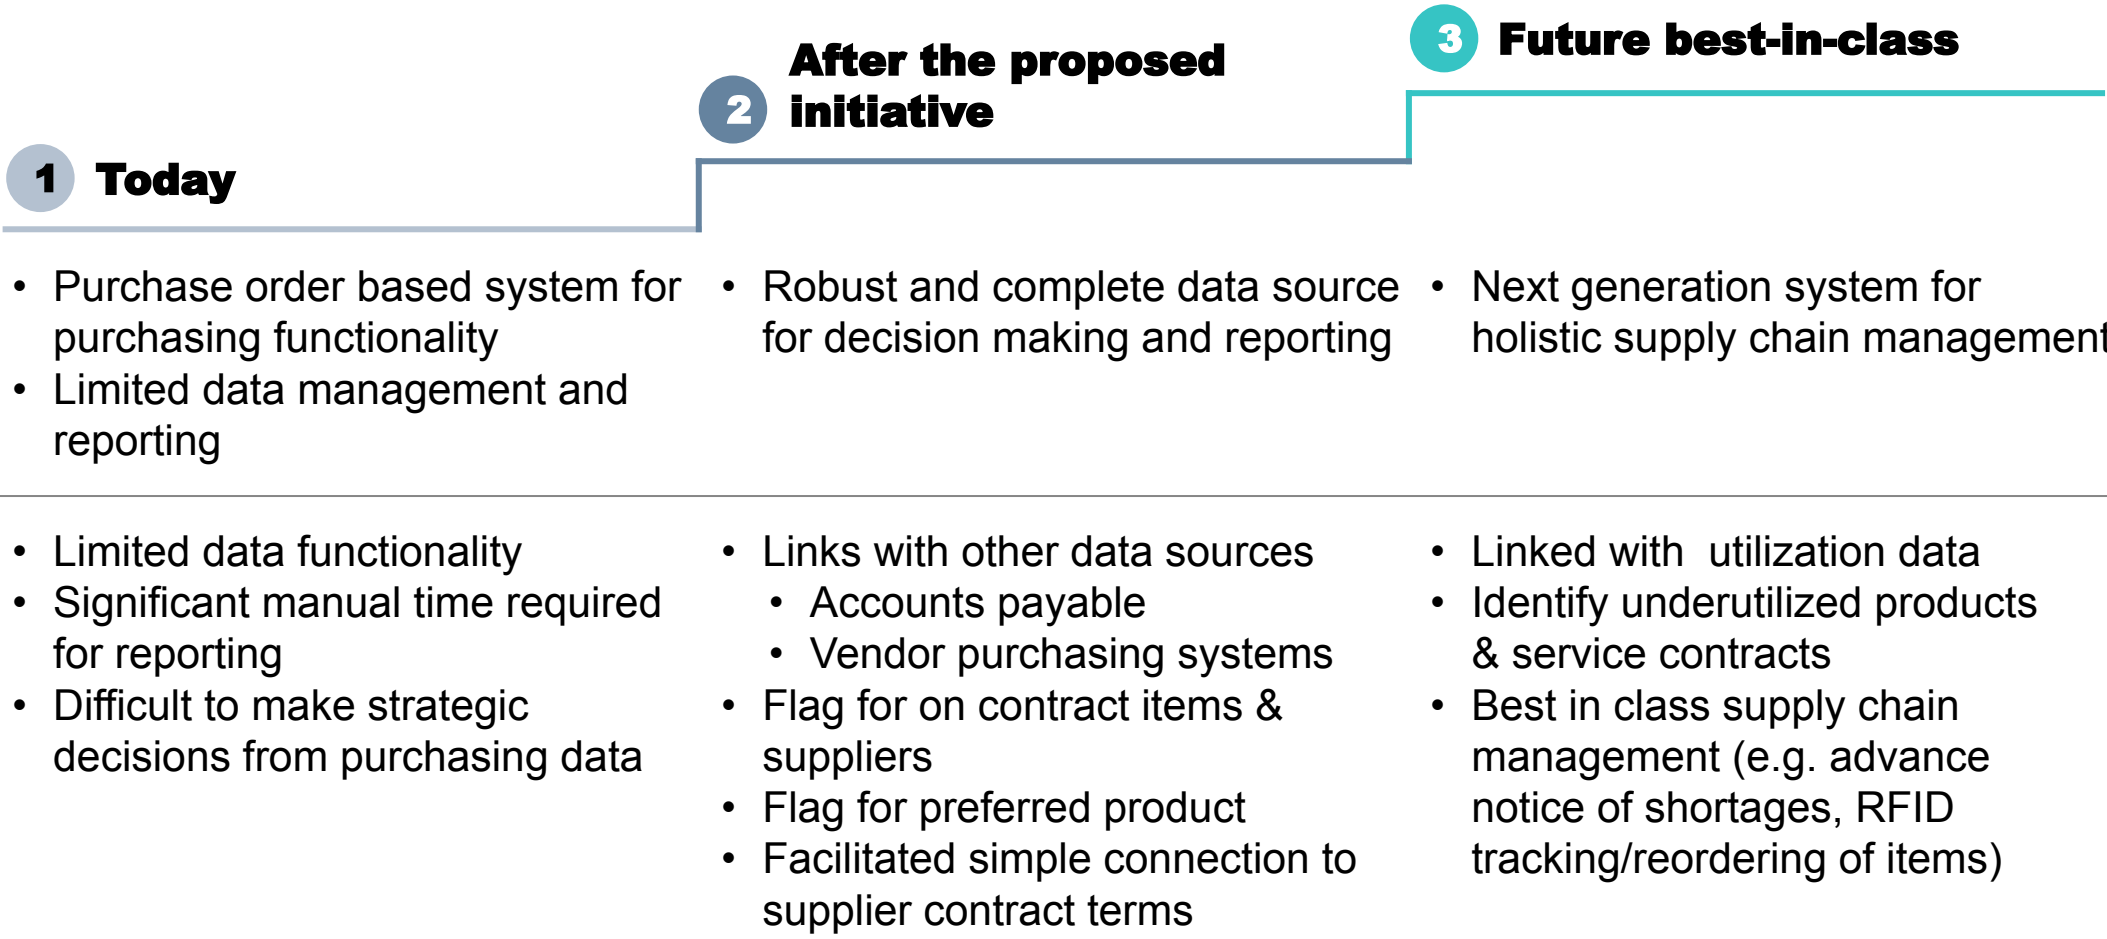 1 Today
• Purchase order based system for
purchasing functionality
• Limited data management and
reporting
• Limited data functionality
• Significant manual time required
for reporting
• Difficult to make strategic
decisions from purchasing data
2 After the proposed
initiative
• Robust and complete data source
for decision making and reporting
• Links with other data sources
• Accounts payable
• Vendor purchasing systems
• Flag for on contract items &
suppliers
• Flag for preferred product
• Facilitated simple connection to
supplier contract terms
3 Future best-in-class
• Next generation system for
holistic supply chain management
• Linked with  utilization data
• Identify underutilized products
& service contracts
• Best in class supply chain
management (e.g. advance
notice of shortages, RFID
tracking/reordering of items)